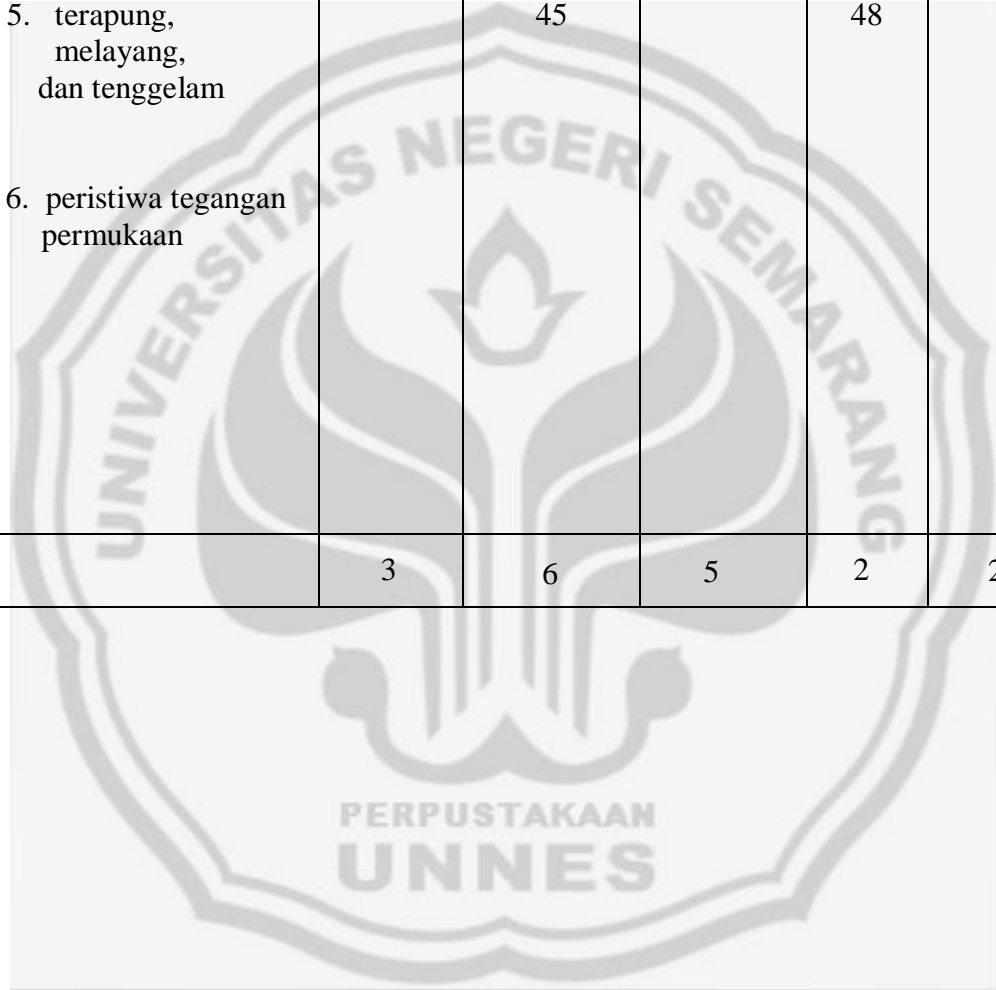 5. terapung, 45 48
melayang,
dan tenggelam
6. peristiwa tegangan
permukaan
3 6 5 2 2
UNIVERSITAS NEGERI SEMARANG
PERPUSTAKAAN
UNNES